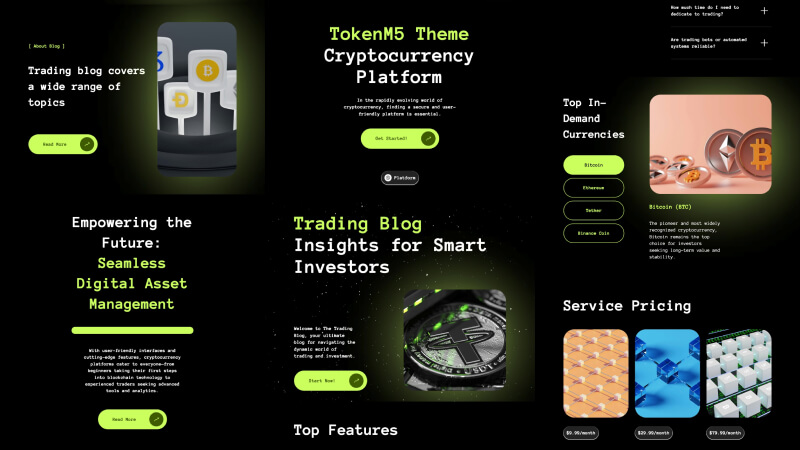 [ About Blog ]
Trading blog covers
a wide range of
topics
Read More
Empowering the
Future:
Seamless
Digital Asset
Management
With user-friendly interfaces and
cutting-edge features, cryptocurrency
platforms cater to everyone—from
beginners taking their first steps
into blockchain technology to
experienced traders seeking advanced
tools and analytics.
Read More
TokenM5 Theme
Cryptocurrency
Platform
In the rapidly evolving world of
cryptocurrency, finding a secure and user-
friendly platform is essential.
Get Started!
Platform
Trading Blog
Insights for Smart
Investors
Welcome to The Trading
Blog, your ultimate
blog for navigating the
dynamic world of
trading and investment.
Start Now!
Top Features
How much time do I need to
dedicate to trading?
Are trading bots or automated
systems reliable?
Top In-
Demand
Currencies
Bitcoin
Ethereum
Tether
Binance Coin
Bitcoin (BTC)
The pioneer and most widely
recognized cryptocurrency,
Bitcoin remains the top
choice for investors
seeking long-term value and
stability.
Service Pricing
$9.99/month
$29.99/month
$79.99/month